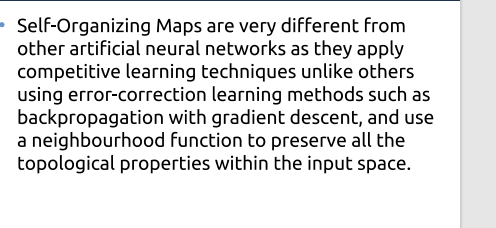 Self-Organizing Maps are very different from
other artificial neural networks as they apply
competitive learning techniques unlike others
using error-correction learning methods such as
backpropagation with gradient descent, and use
a neighbourhood function to preserve all the
topological properties within the input space.